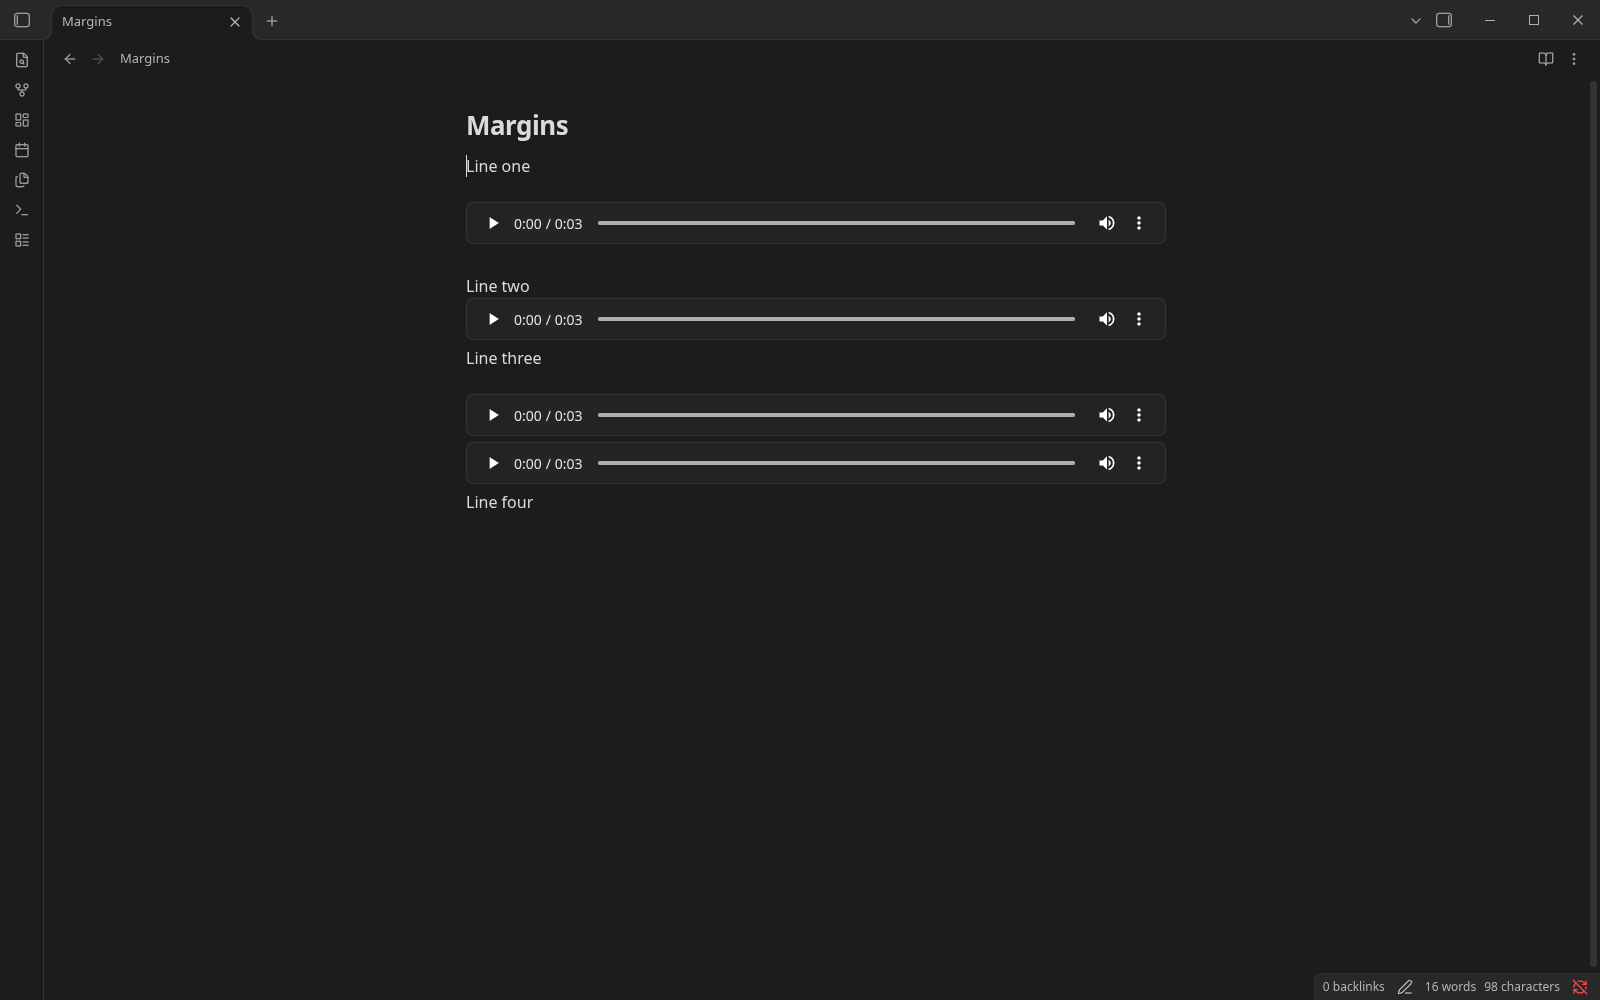 Margins
Margins
Margins
Line one
0:00 / 0:03
Line two
0:00 / 0:03
Line three
0:00 / 0:03
0:00 / 0:03
Line four
0 backlinks 16 words 98 characters